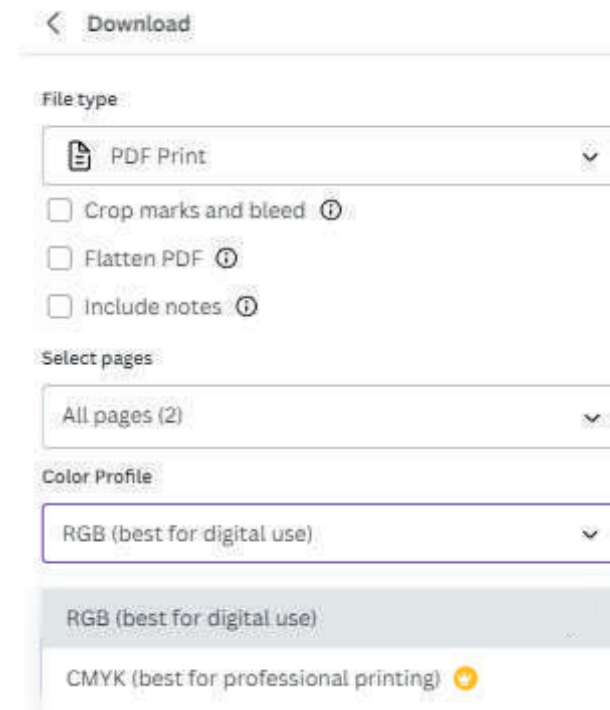 Download
File type
PDF Print
Crop marks and bleed
Flatten PDF
Include notes
Select pages
All pages (2)
Color Profile
RGB (best for digital use)
RGB (best for digital use)
CMYK (best for professional printing)